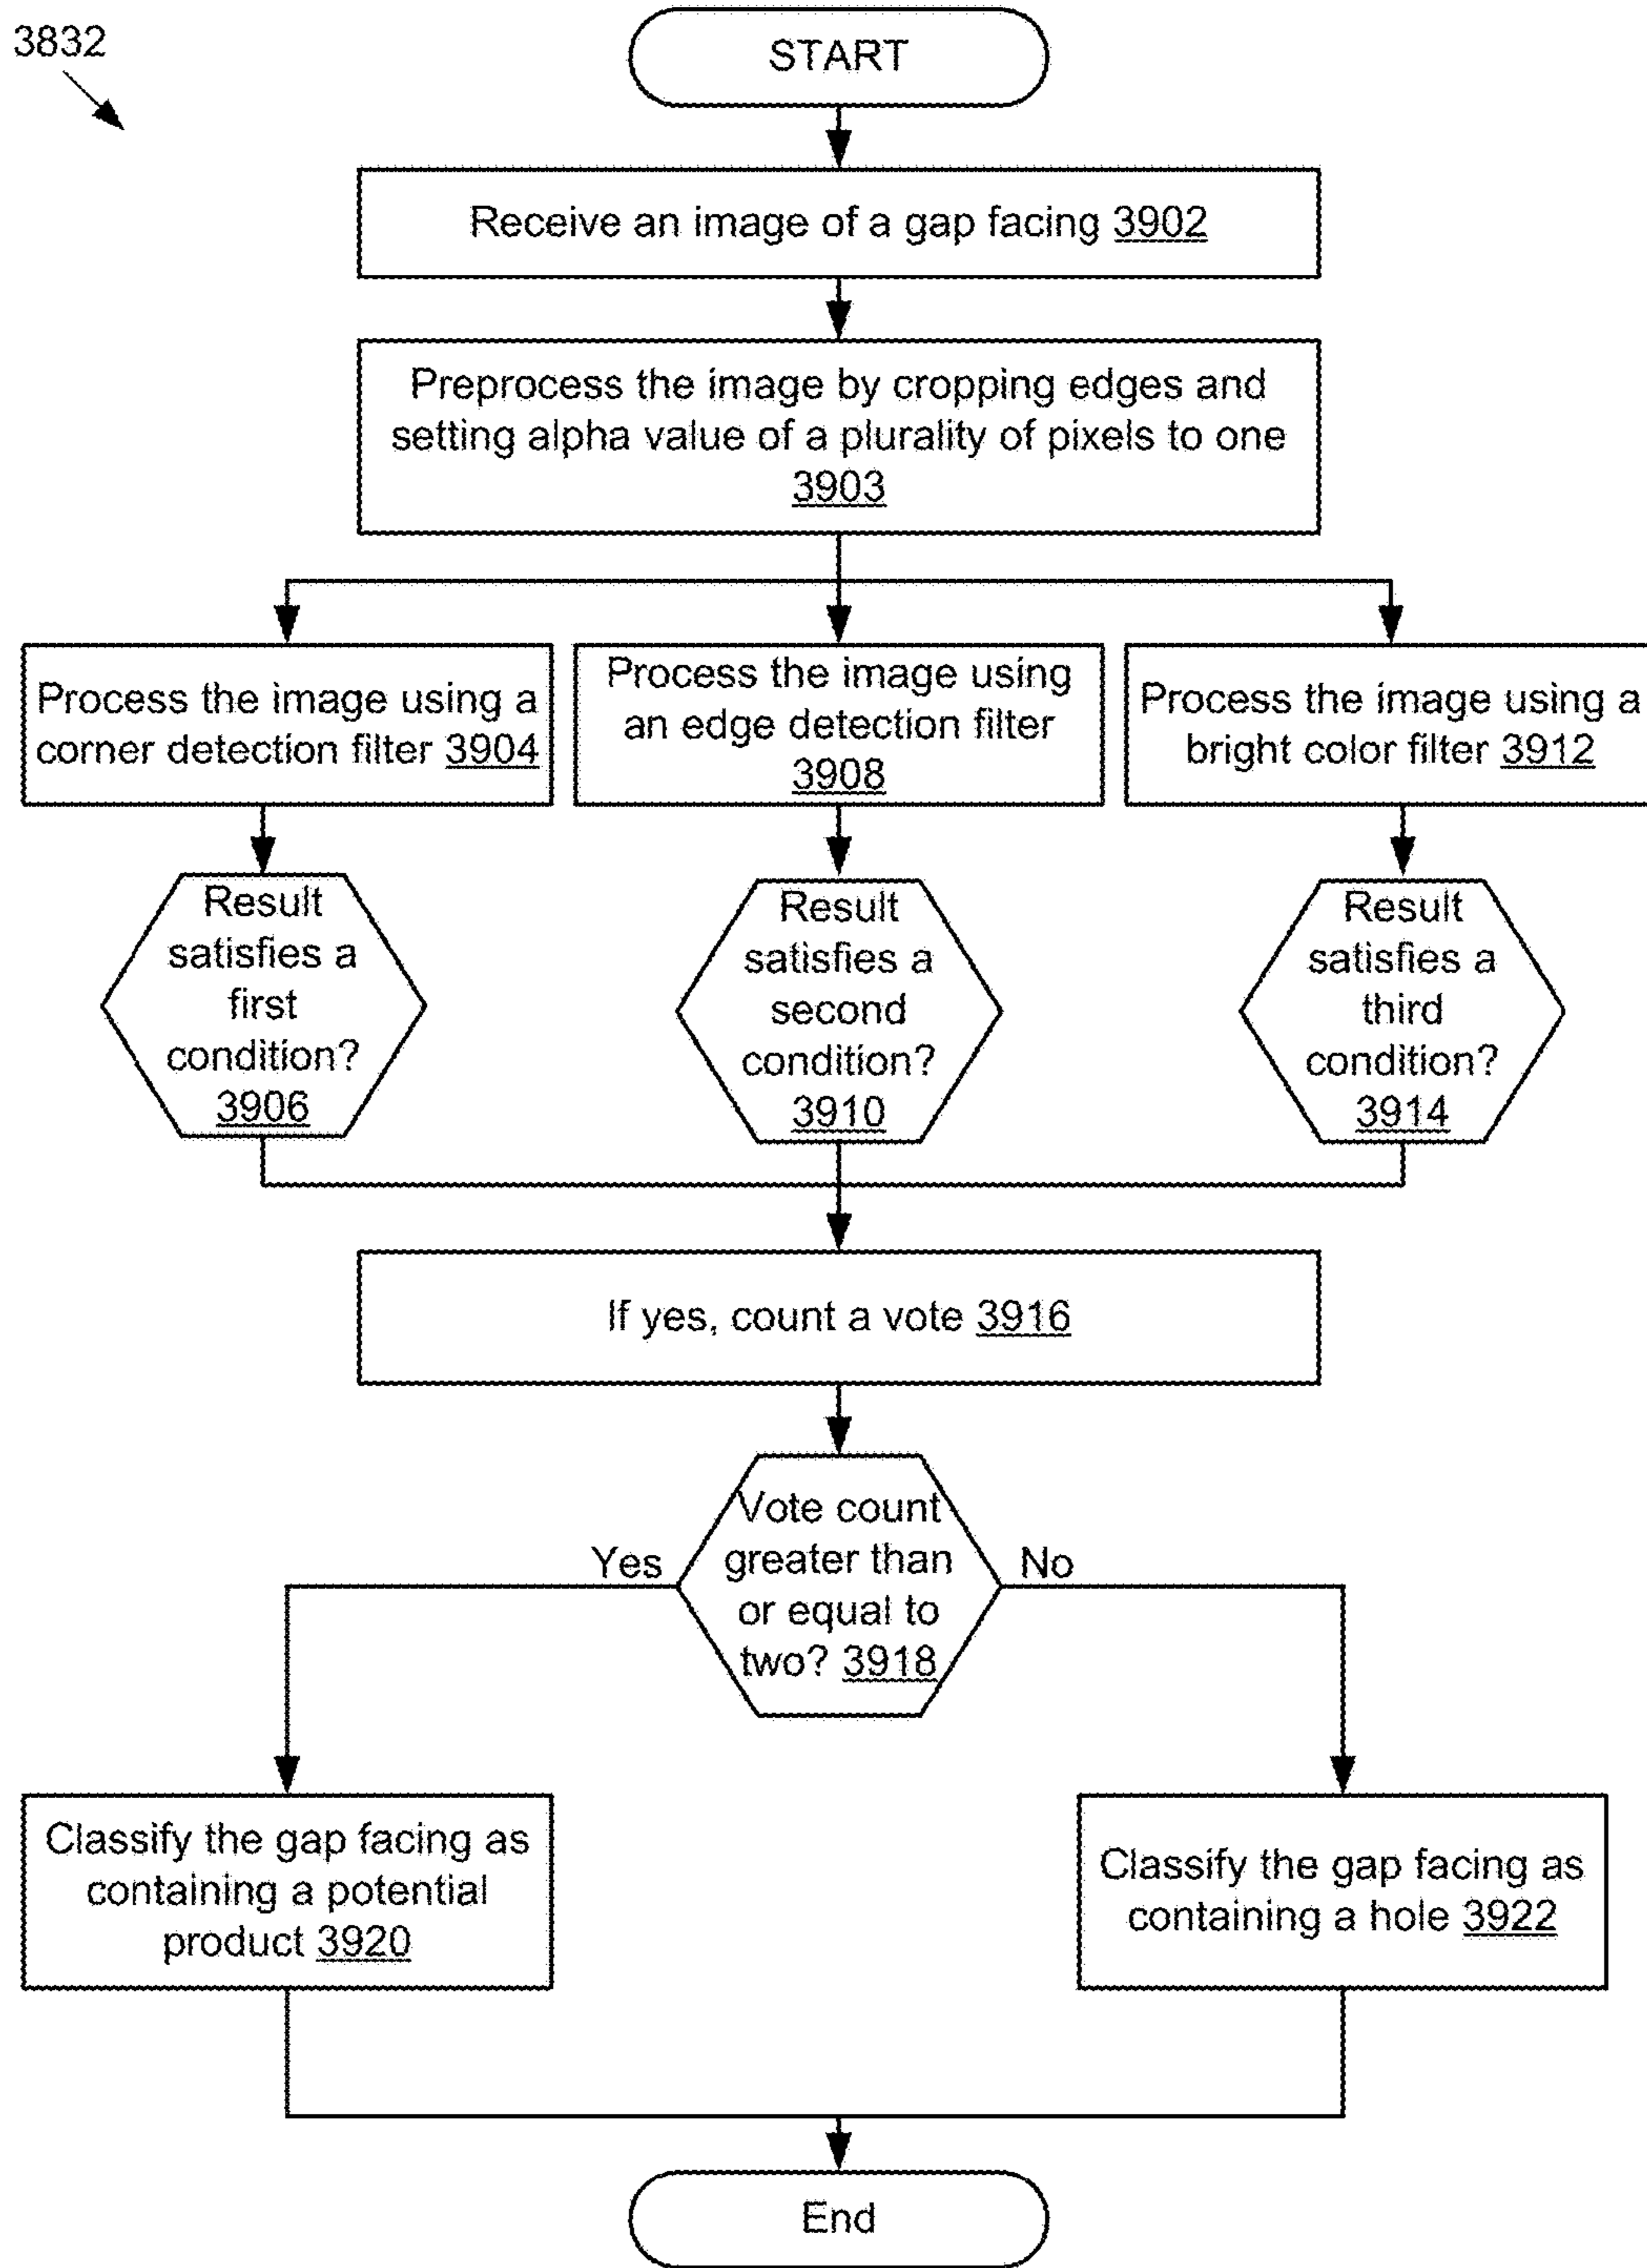 3832
START
Receive an image of a gap facing 3902
Preprocess the image by cropping edges and
setting alpha value of a plurality of pixels to one
3903
Process the image using a
corner detection filter 3904
Process the image using
an edge detection filter
3908
Process the image using a
bright color filter 3912
Result
satisfies a
first
condition?
3906
Result
satisfies a
second
condition?
3910
Result
satisfies a
third
condition?
3914
If yes, count a vote 3916
Vote count
greater than
or equal to
two? 3918
Yes
No
Classify the gap facing as
containing a potential
product 3920
Classify the gap facing as
containing a hole 3922
End